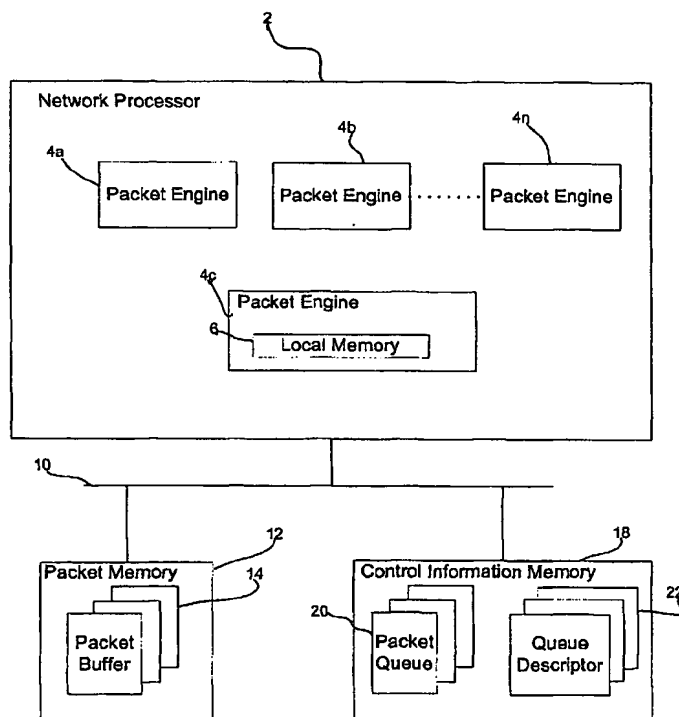 2
Network Processor
4a
4b
4n
Packet Engine
Packet Engine
Packet Engine
4c
Packet Engine
6
Local Memory
10
12
18
Packet Memory
14
Control Information Memory
22
20
Packet
Buffer
Packet
Queue
Queue
Descriptor